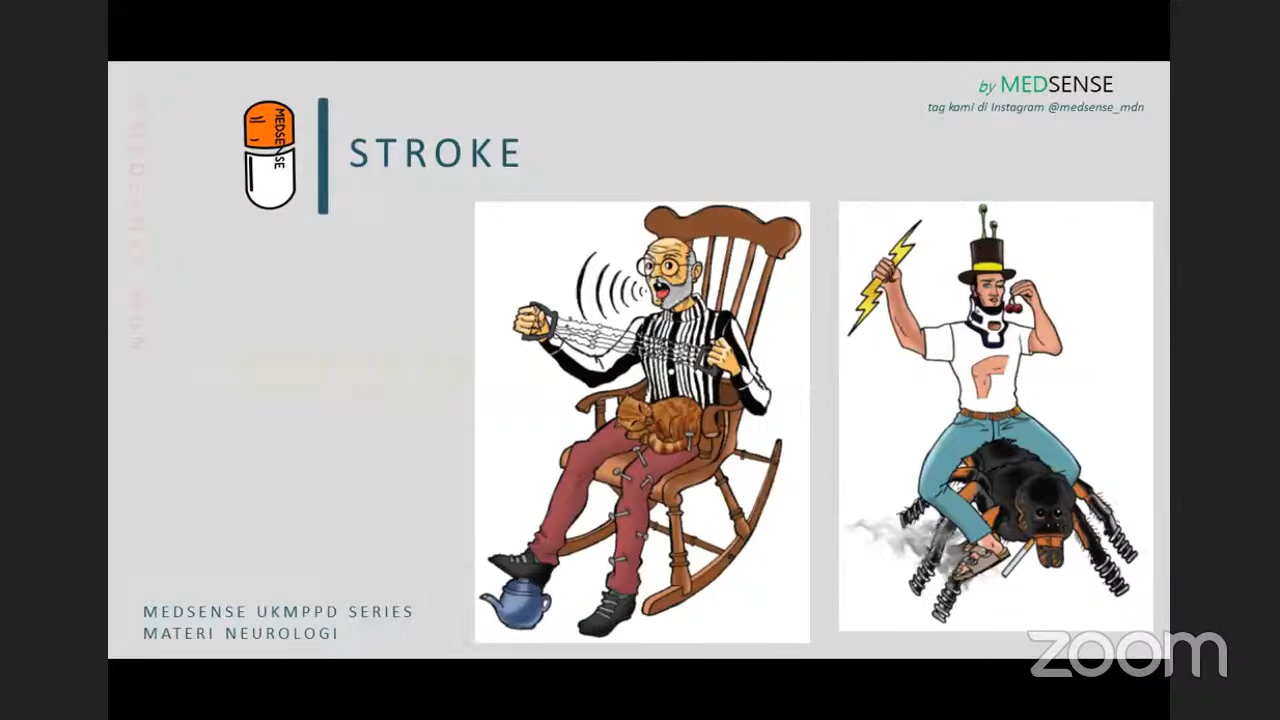 by MEDSENSE
tag kami di Instagram @medsense_mdn
MEDSENSE
STROKE
MEDSENSE UKMPPD SERIES
MATERI NEUROLOGI
zoom